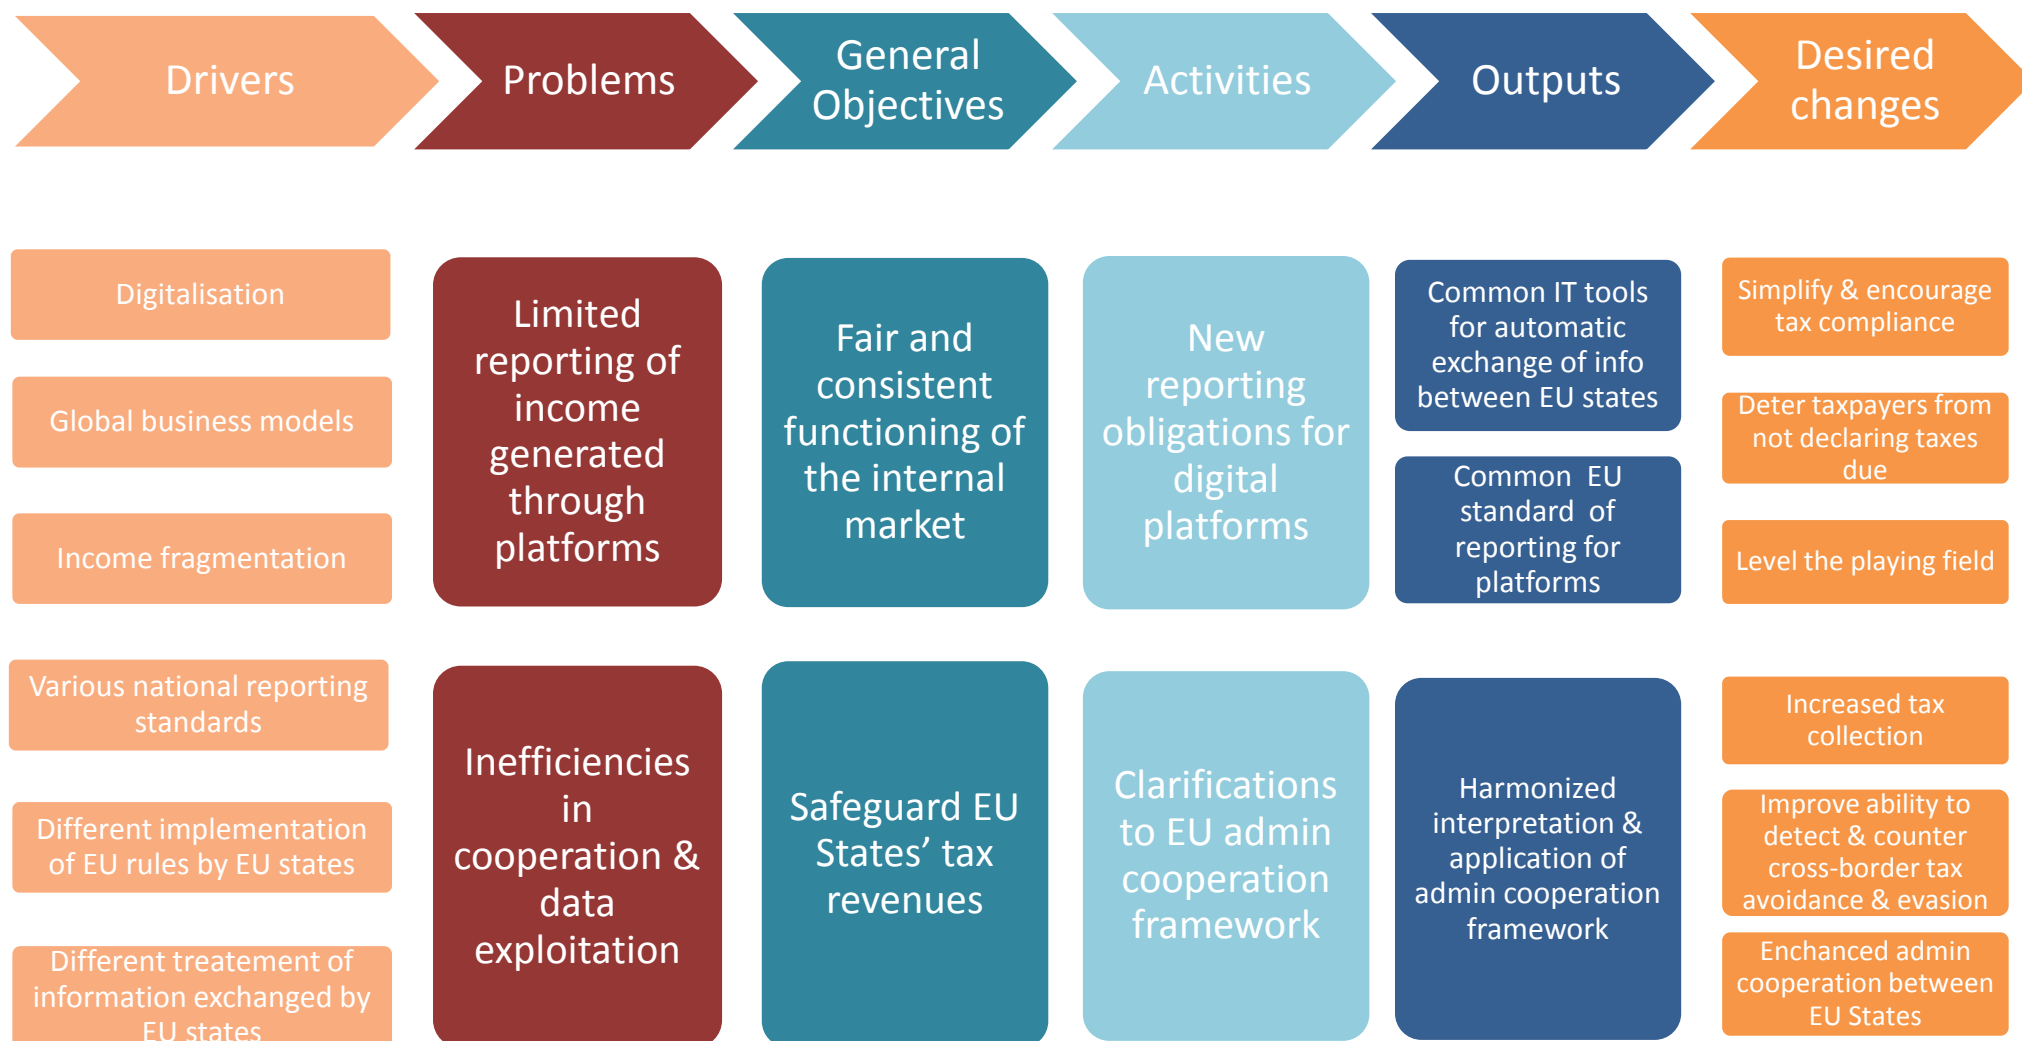 Drivers
Problems
General
Objectives
Activities
Outputs
Desired
changes
Digitalisation
Global business models
Income fragmentation
Various national reporting
standards
Different implementation
of EU rules by EU states
Different treatement of
information exchanged by
EU states
Limited
reporting of
income
generated
through
platforms
Inefficiencies
in
cooperation &
data
exploitation
Fair and
consistent
functioning of
the internal
market
Safeguard EU
States’ tax
revenues
New
reporting
obligations for
digital
platforms
Clarifications
to EU admin
cooperation
framework
Common IT tools
for automatic
exchange of info
between EU states
Common EU
standard of
reporting for
platforms
Harmonized
interpretation &
application of
admin cooperation
framework
Simplify & encourage
tax compliance
Deter taxpayers from
not declaring taxes
due
Level the playing field
Increased tax
collection
Improve ability to
detect & counter
cross-border tax
avoidance & evasion
Enchanced admin
cooperation between
EU States